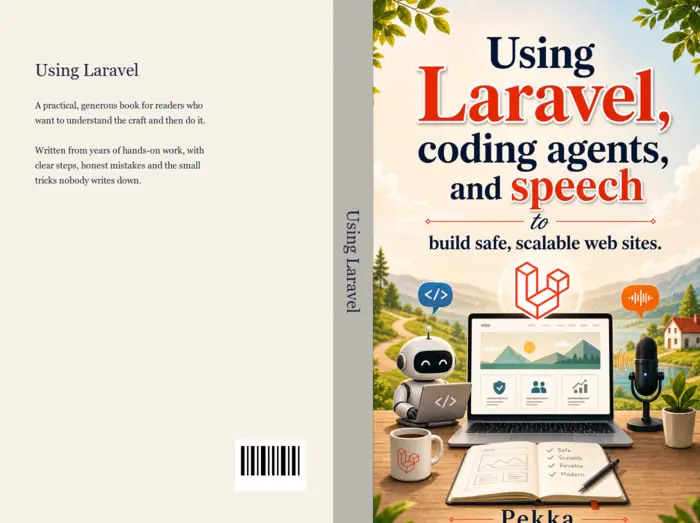 Using Laravel
A practical, generous book for readers who
want to understand the craft and then do it.
Written from years of hands-on work, with
clear steps, honest mistakes and the small
tricks nobody writes down.
Using Laravel
Using
Laravel,
coding agents,
and speech
to
build safe, scalable web sites.
</>
</>
Safe
Scalable
Reliable
Modern
Pekka